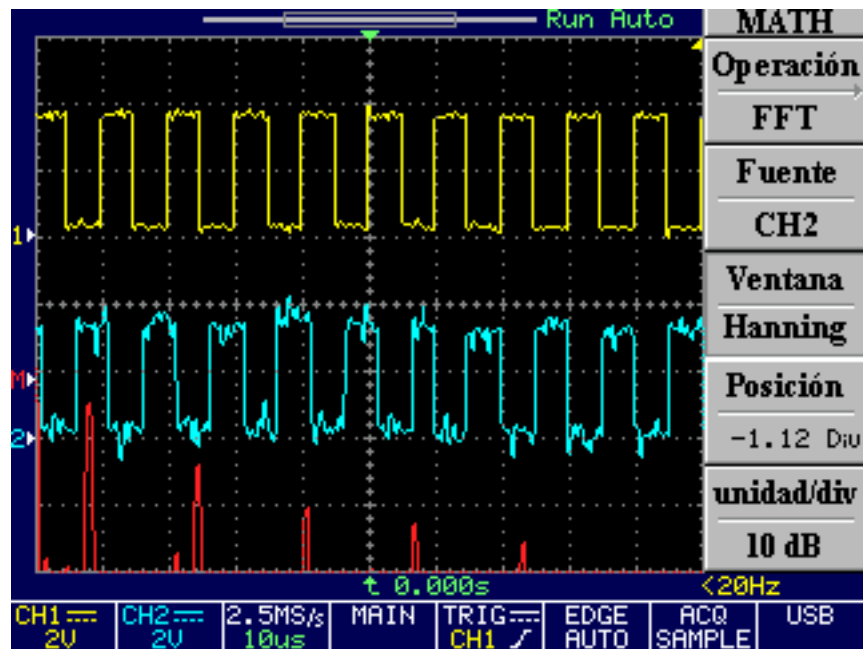 Run Auto
MATH
Operación
FFT
Fuente
CH2
Ventana
Hanning
Posición
-1.12 Div
unidad/div
10 dB
1
M
2
0.000s
<20Hz
CH1 CH2 2.5MS/s MAIN TRIG EDGE ACQ USB
2V 2V 10us CH1 AUTO SAMPLE